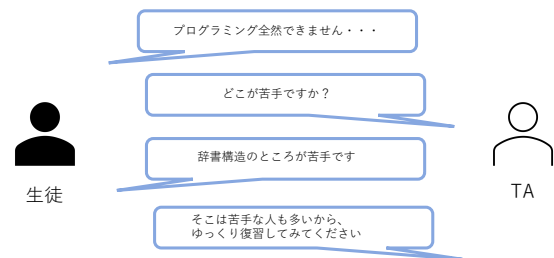 プログラミング全然できません・・・
どこが苦手ですか？
辞書構造のところが苦手です
生徒
TA
そこは苦手な人も多いから、
ゆっくり復習してみてください